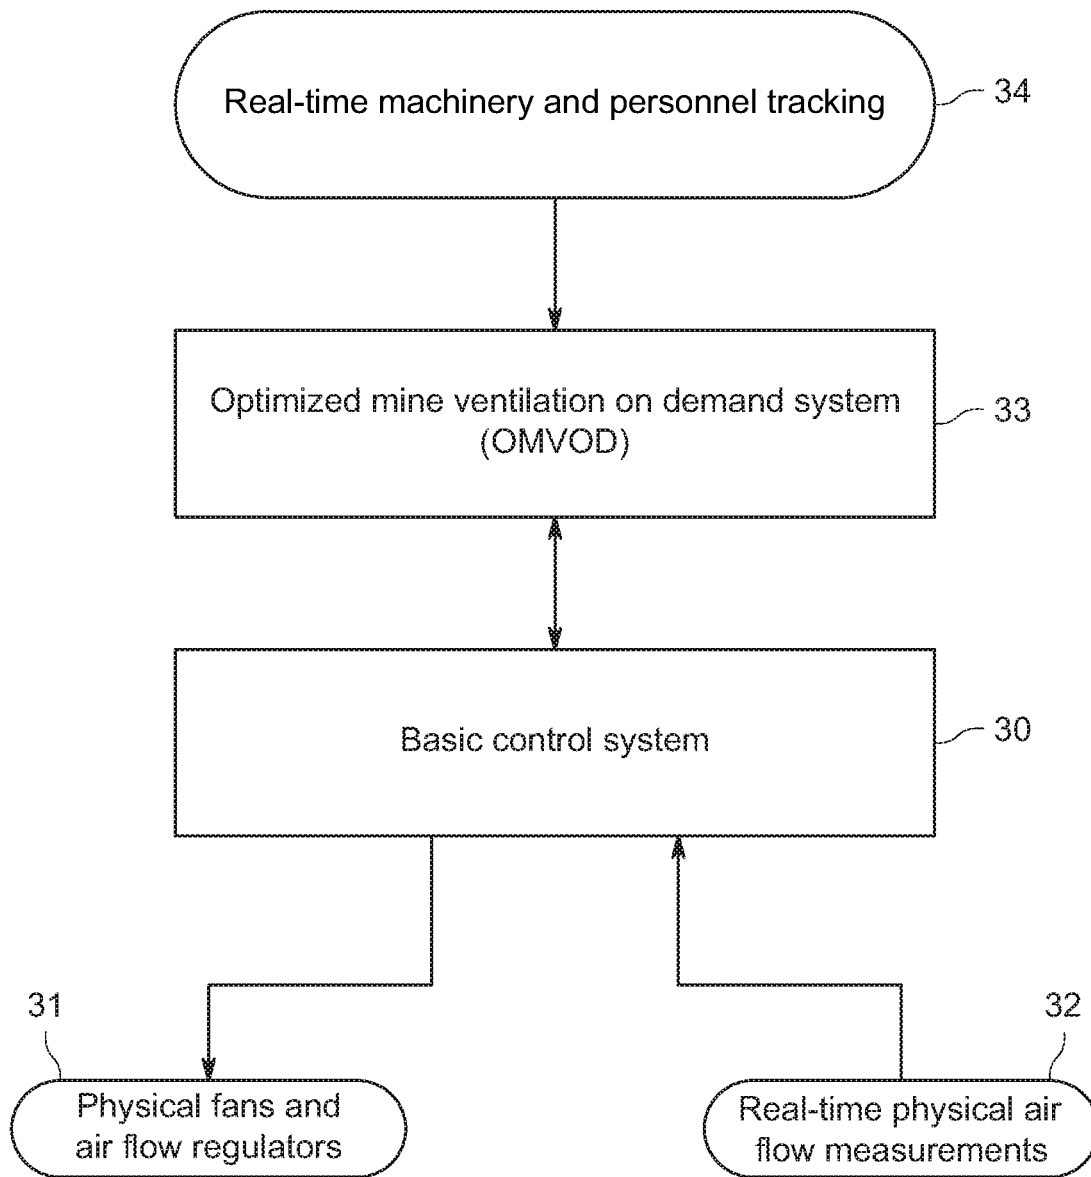 Real-time machinery and personnel tracking
34
Optimized mine ventilation on demand system
(OMVOD)
33
Basic control system
30
31
Physical fans and
air flow regulators
32
Real-time physical air
flow measurements